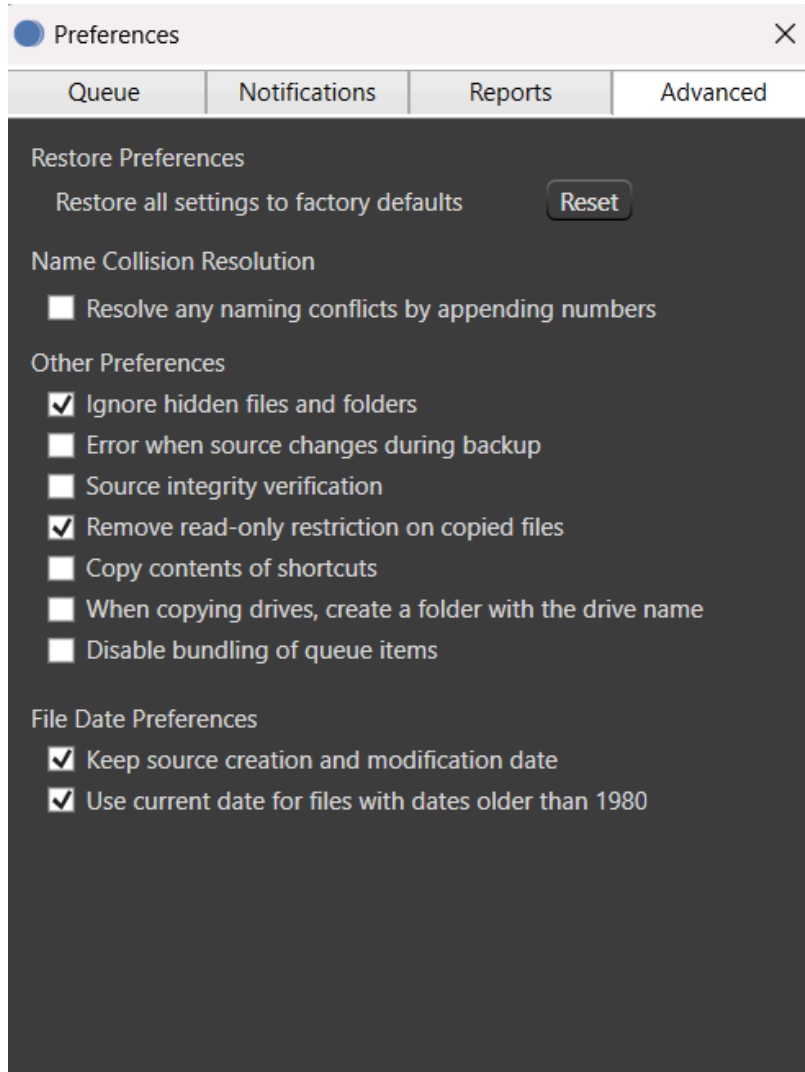 Preferences
Queue
Notifications
Reports
Advanced
Restore Preferences
Restore all settings to factory defaults
Reset
Name Collision Resolution
Resolve any naming conflicts by appending numbers
Other Preferences
Ignore hidden files and folders
Error when source changes during backup
Source integrity verification
Remove read-only restriction on copied files
Copy contents of shortcuts
When copying drives, create a folder with the drive name
Disable bundling of queue items
File Date Preferences
Keep source creation and modification date
Use current date for files with dates older than 1980